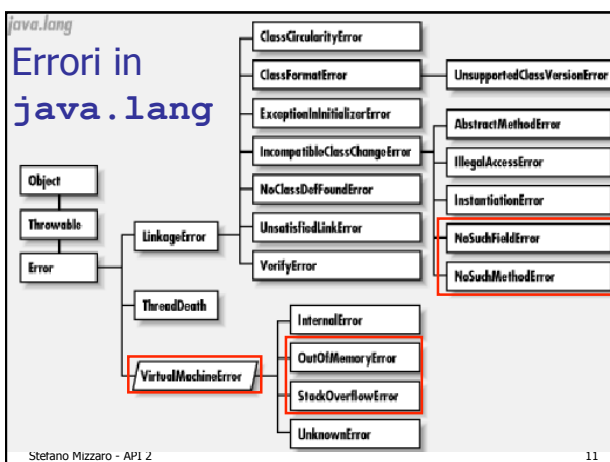 java.lang
Errori in
java.lang
Object
Throwable
Error
LinkageError
ThreadDeath
VirtualMachineError
ClassCircularityError
ClassFormatError
ExceptionInInitializerError
IncompatibleClassChangeError
NoClassDefFoundError
UnsatisfiedLinkError
VerifyError
InternalError
OutOfMemoryError
StackOverflowError
UnknownError
UnsupportedClassVersionError
AbstractMethodError
IllegalAccessError
InstantiationError
NoSuchFieldError
NoSuchMethodError
Stefano Mizzaro - API 2
11